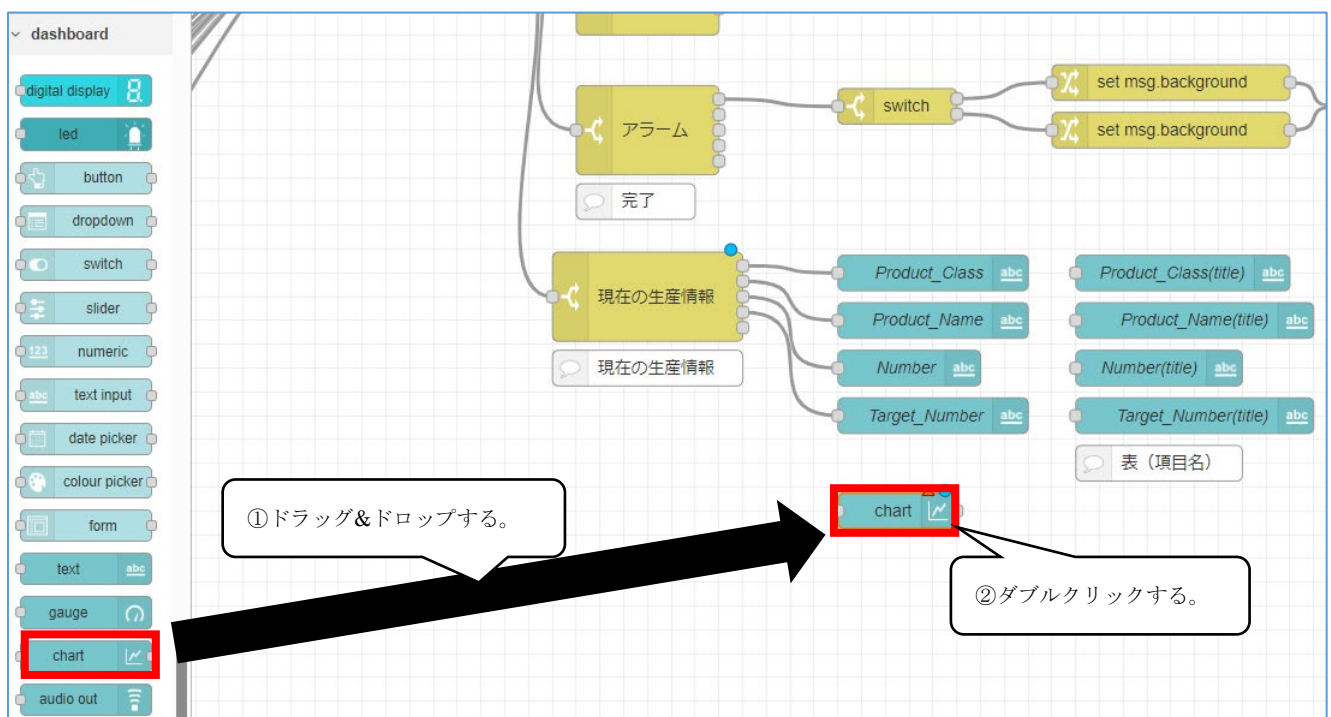 dashboard
digital display
led
button
dropdown
switch
slider
123 numeric
abc text input
date picker
colour picker
form
text abc
gauge
chart
audio out
アラーム
switch
set msg.background
set msg.background
完了
現在の生産情報
現在の生産情報
Product_Class abc
Product_Name abc
Number abc
Target_Number abc
Product_Class(title) abc
Product_Name(title) abc
Number(title) abc
Target_Number(title) abc
表（項目名）
chart
①ドラッグ&ドロップする。
②ダブルクリックする。